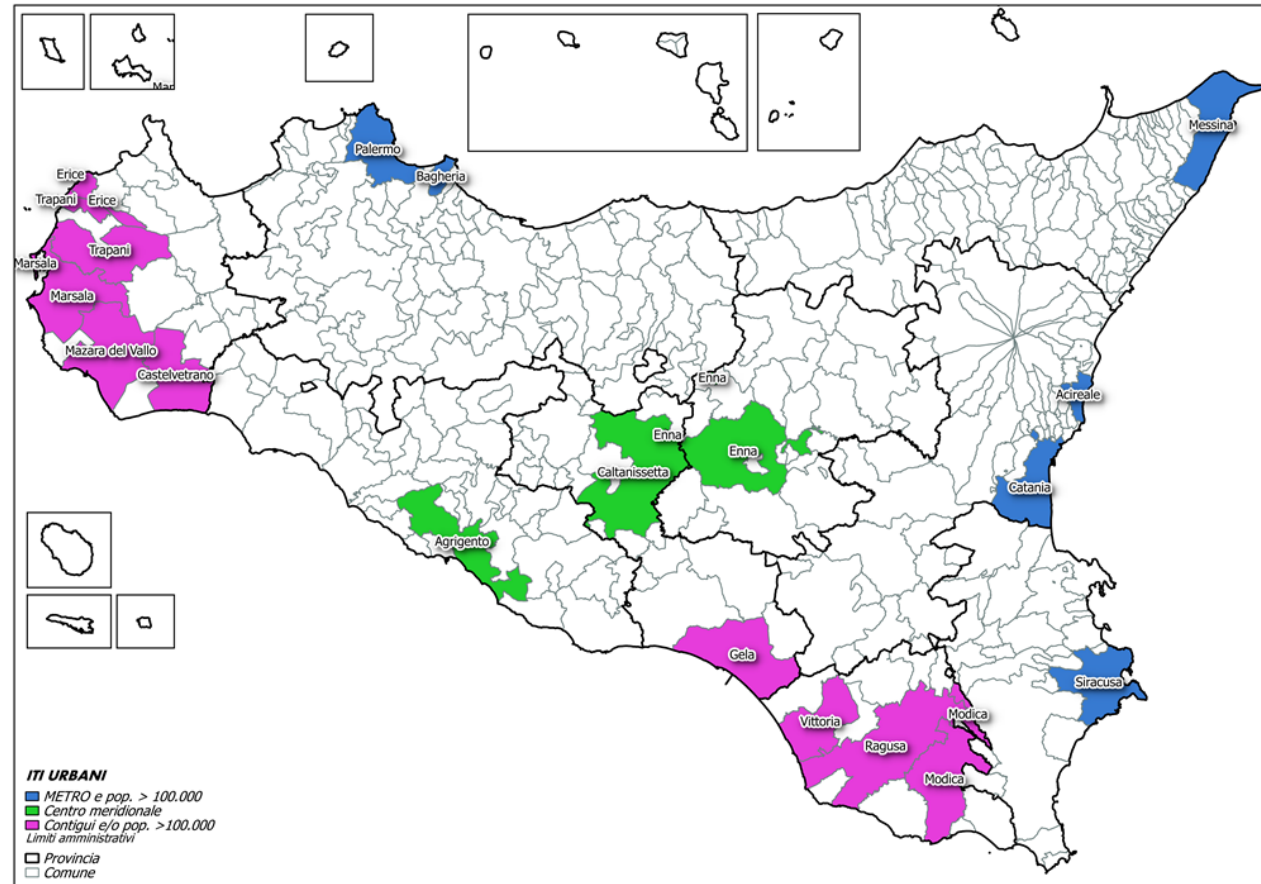 Mar
Messina
Palermo
Bagheria
Erice
Trapani
Erice
Trapani
Marsala
Marsala
Mazara del Vallo
Castelvetrano
Enna
Acireale
Enna
Enna
Caltanissetta
Catania
Agrigento
Gela
Siracusa
Vittoria
Modica
Ragusa
Modica
ITI URBANI
METRO e pop. > 100.000
Centro meridionale
Contigui e/o pop. >100.000
Limiti amministrativi
Provincia
Comune